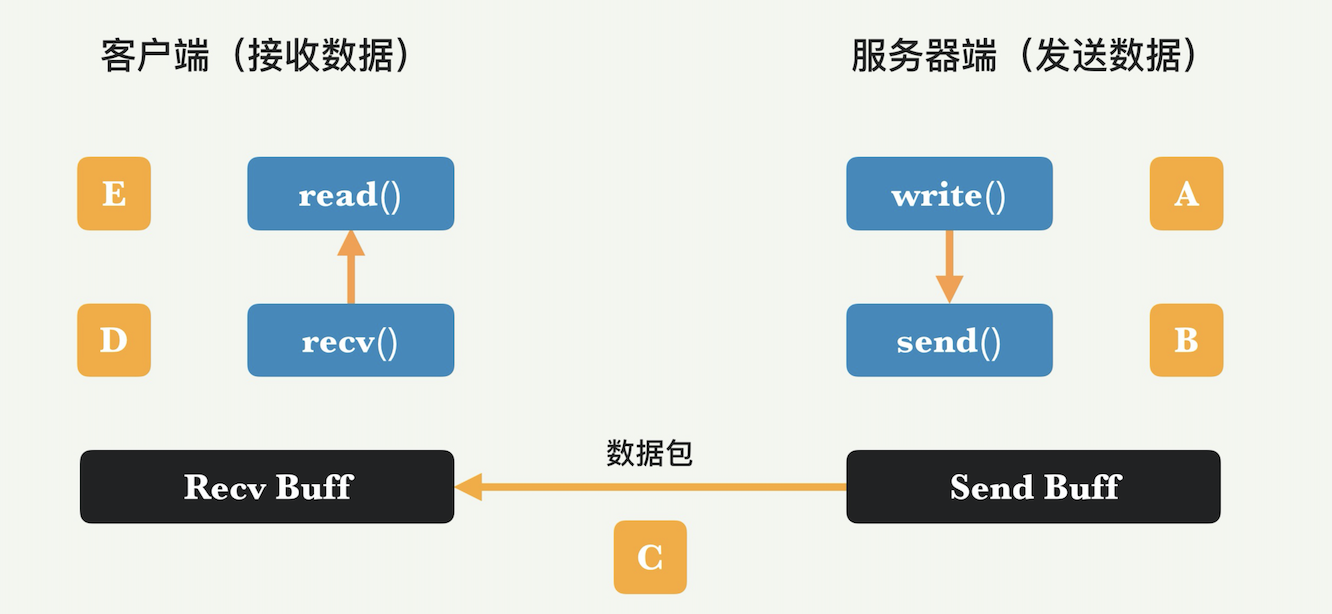 客户端（接收数据）
服务器端（发送数据）
E
read()
write()
A
D
recv()
send()
B
数据包
Recv Buff
Send Buff
C